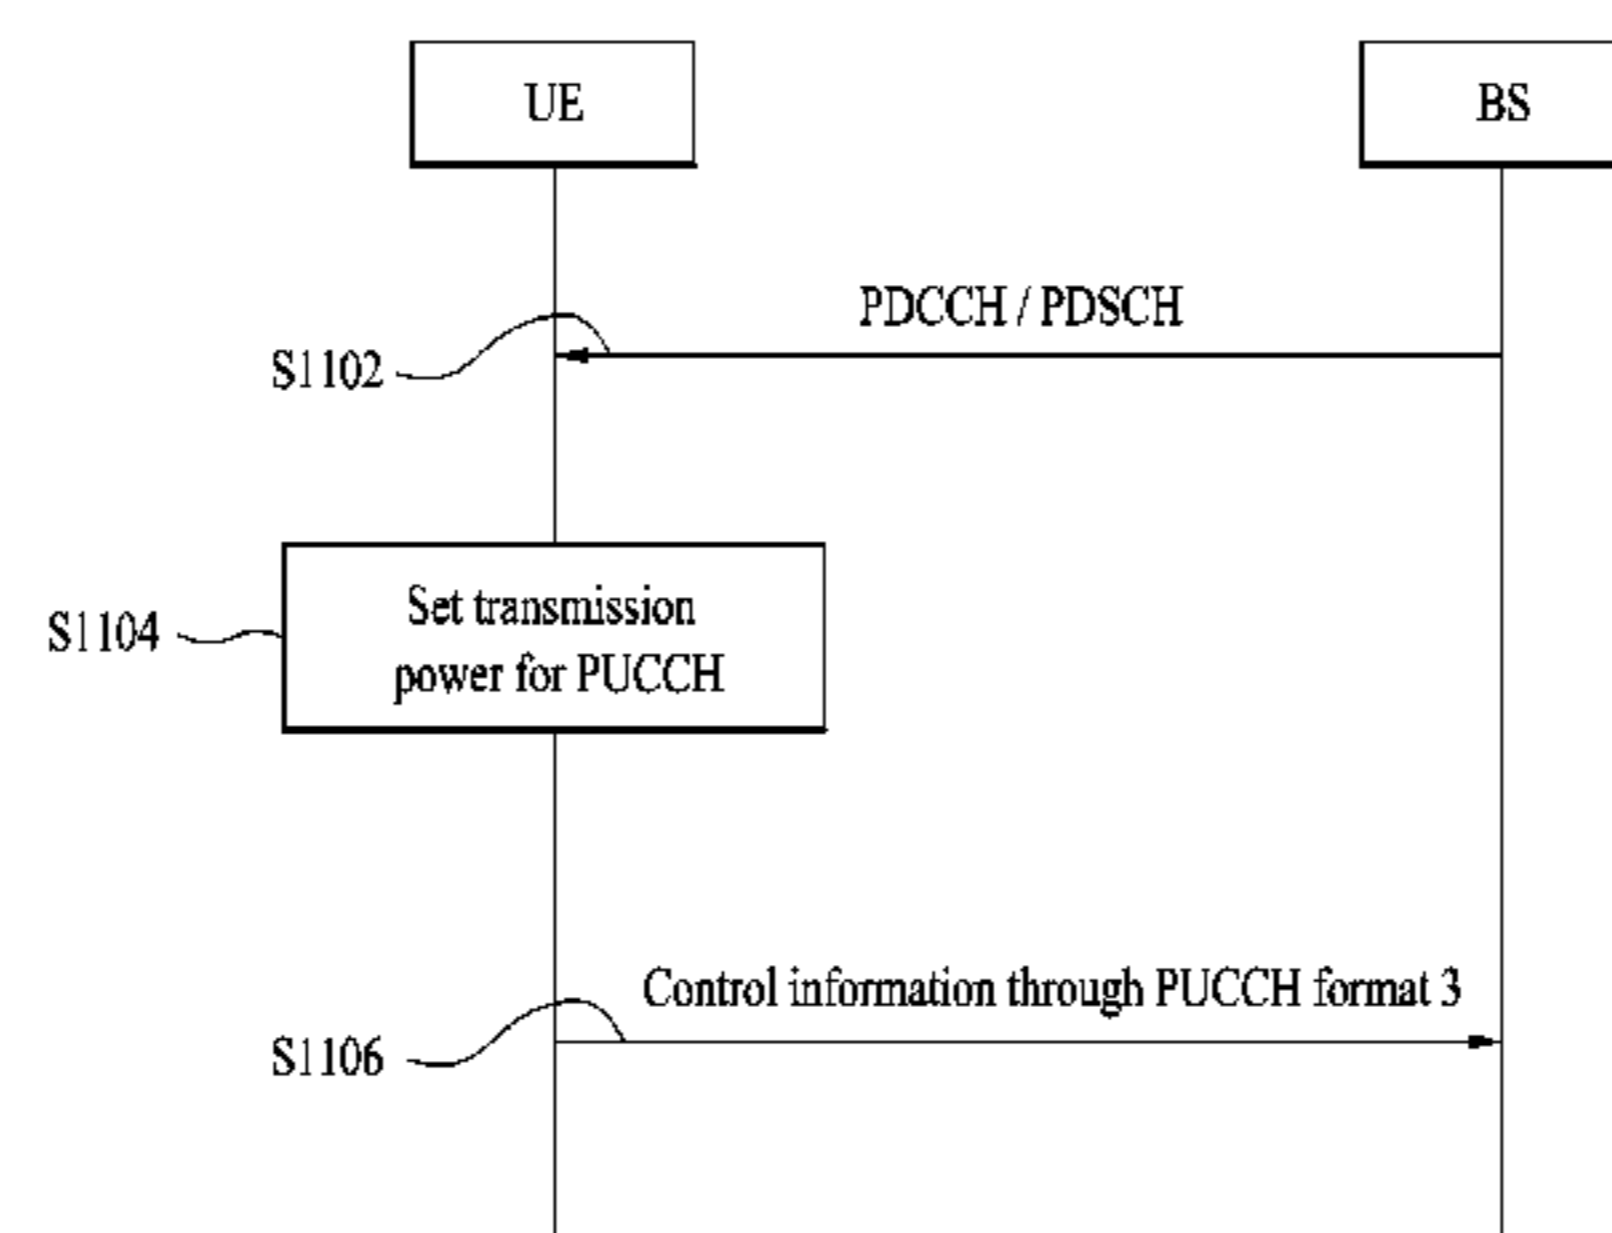 UE
BS
PDCCH / PDSCH
S1102
Set transmission
S1104
power for PUCCH
Control information through PUCCH format 3
S1106